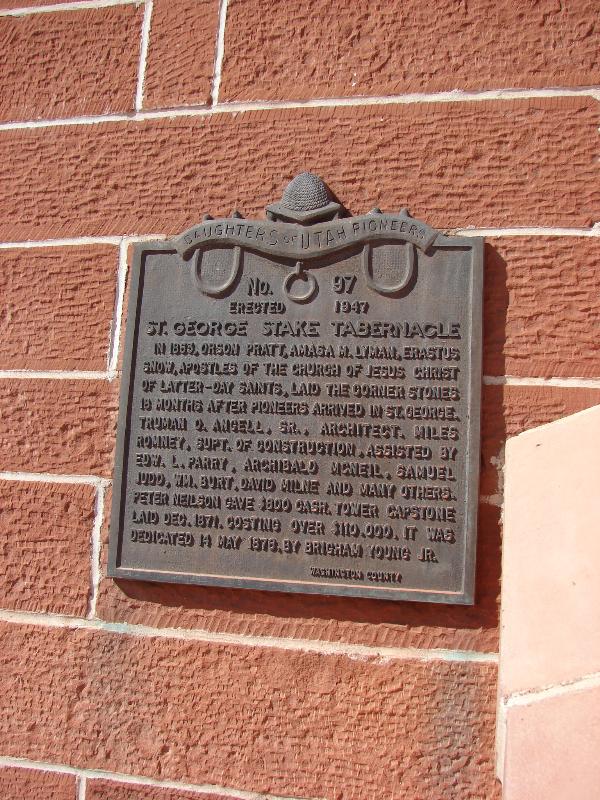 DAUGHTERS OF UTAH PIONEERS
No. 97
ERECTED 1947
ST. GEORGE STAKE TABERNACLE
IN 1863, ORSON PRATT, AMASA M. LYMAN, ERASTUS
SNOW, APOSTLES OF THE CHURCH OF JESUS CHRIST
OF LATTER-DAY SAINTS, LAID THE CORNER STONES
18 MONTHS AFTER PIONEERS ARRIVED IN ST. GEORGE.
TRUMAN O. ANGELL, SR., ARCHITECT. MILES
ROMNEY, SUPT. OF CONSTRUCTION, ASSISTED BY
EDW. L. PARRY, ARCHIBALD MCNEIL, SAMUEL
JUDD, WM. BURT, DAVID MILNE AND MANY OTHERS.
PETER NEILSON GAVE $800 CASH. TOWER CAPSTONE
LAID DEC. 1871. COSTING OVER $110,000. IT WAS
DEDICATED 14 MAY 1876, BY BRIGHAM YOUNG JR.
WASHINGTON COUNTY